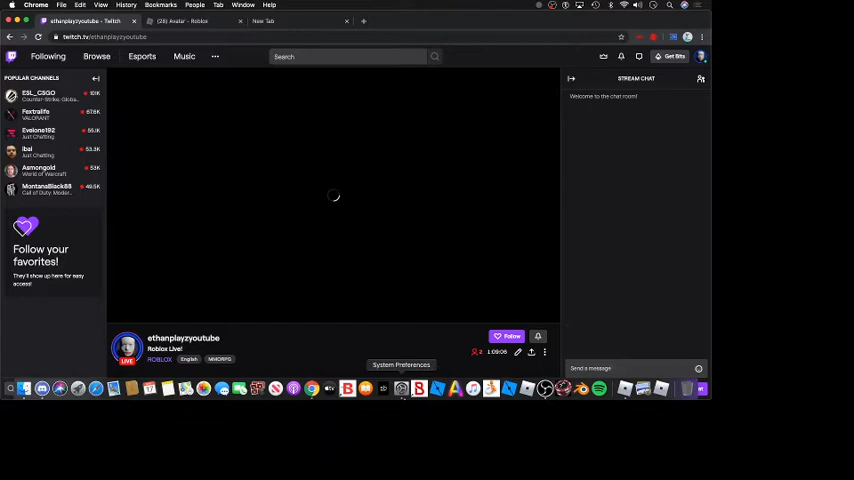 Chrome File Edit View History Bookmarks People Tab Window Help
ethanplayzyoutube - Twitch
(28) Avatar - Roblox
New Tab
twitch.tv/ethanplayzyoutube
Following Browse Esports Music
Search
Get Bits
POPULAR CHANNELS
ESL_CSGO 101K
Counter-Strike: Globa...
Fextralife 67.6K
VALORANT
Evelone192 55.1K
Just Chatting
ibai 53.3K
Just Chatting
Asmongold 53K
World of Warcraft
MontanaBlack88 49.5K
Call of Duty: Moder...
Follow your
favorites!
They'll show up here for easy
access!
STREAM CHAT
Welcome to the chat room!
ethanplayzyoutube
Roblox Live!
ROBLOX English MMORPG
LIVE
Follow
2 1:09:06
System Preferences
Send a message